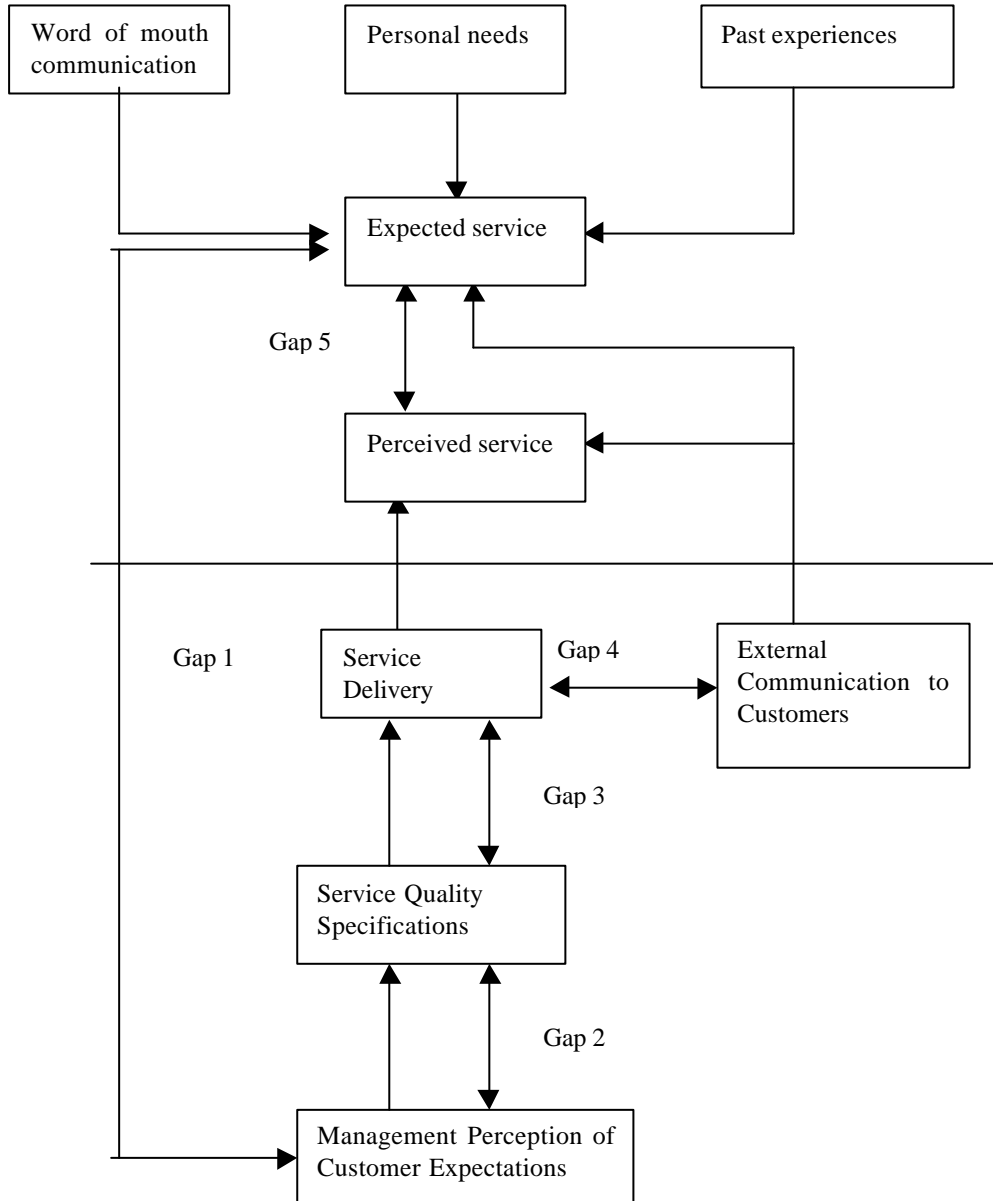 Word of mouth
communication
Personal needs
Past experiences
Expected service
Gap 5
Perceived service
Gap 1
Service
Delivery
Gap 4
External
Communication to
Customers
Gap 3
Service Quality
Specifications
Gap 2
Management Perception of
Customer Expectations